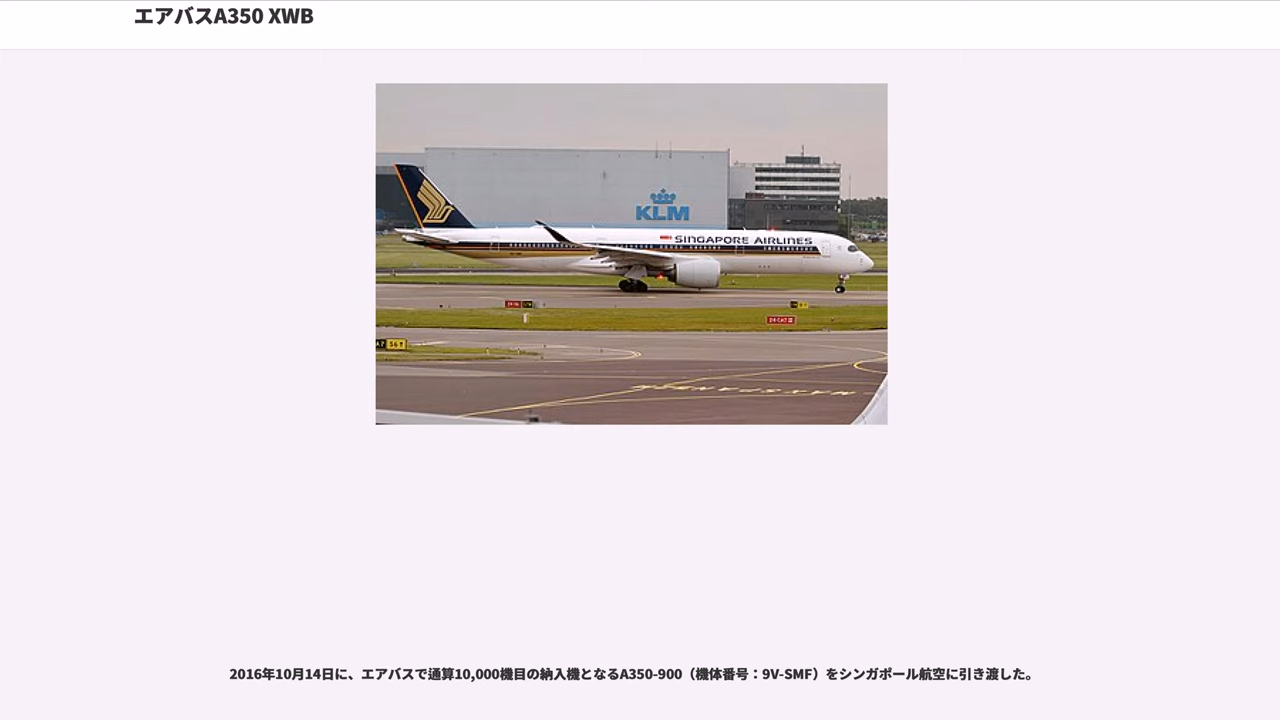 エアバスA350 XWB
KLM
SINGAPORE AIRLINES
S6↑
2016年10月14日に、エアバスで通算10,000機目の納入機となるA350-900（機体番号：9V-SMF）をシンガポール航空に引き渡した。